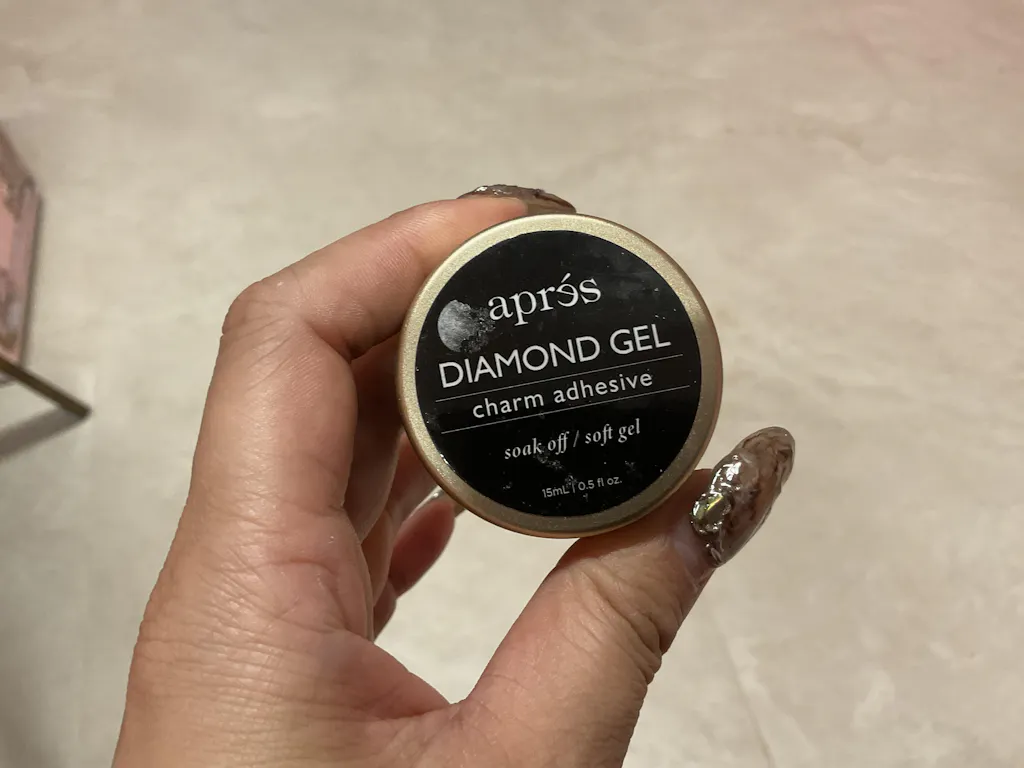 aprés
DIAMOND GEL
charm adhesive
soak off / soft gel
15mL | 0.5 fl oz.